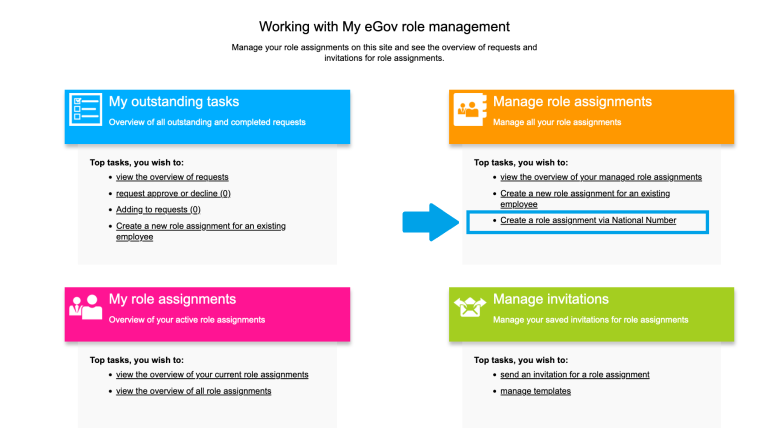 Working with My eGov role management
Manage your role assignments on this site and see the overview of requests and
invitations for role assignments.
My outstanding tasks
Overview of all outstanding and completed requests
Top tasks, you wish to:
view the overview of requests
request approve or decline (0)
Adding to requests (0)
Create a new role assignment for an existing
employee
Manage role assignments
Manage all your role assignments
Top tasks, you wish to:
view the overview of your managed role assignments
Create a new role assignment for an existing
employee
Create a role assignment via National Number
My role assignments
Overview of your active role assignments
Top tasks, you wish to:
view the overview of your current role assignments
view the overview of all role assignments
Manage invitations
Manage your saved invitations for role assignments
Top tasks, you wish to:
send an invitation for a role assignment
manage templates